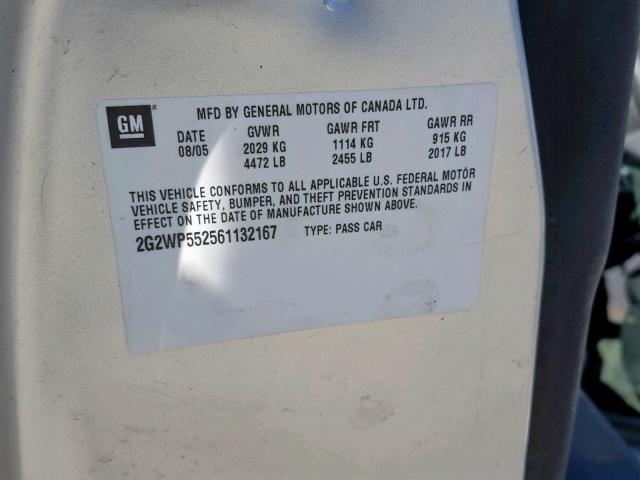 GM
MFD BY GENERAL MOTORS OF CANADA LTD.
DATE GVWR GAWR FRT GAWR RR
08/05 2029 KG 1114 KG 915 KG
4472 LB 2455 LB 2017 LB
THIS VEHICLE CONFORMS TO ALL APPLICABLE U.S. FEDERAL MOTOR
VEHICLE SAFETY, BUMPER, AND THEFT PREVENTION STANDARDS IN
EFFECT ON THE DATE OF MANUFACTURE SHOWN ABOVE.
2G2WP552561132167 TYPE: PASS CAR